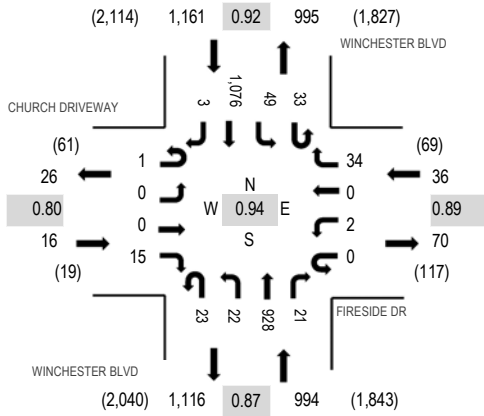 (2,114) 1,161 0.92 995 (1,827)
WINCHESTER BLVD
3 1,076 49 33
CHURCH DRIVEWAY
(61) (69)
1 34
26 36
0 0
N
0.80 W 0.94 E 0.89
0 2
S
16 70
15 0
(19) (117)
23 22 928 21
FIRESIDE DR
WINCHESTER BLVD
(2,040) 1,116 0.87 994 (1,843)